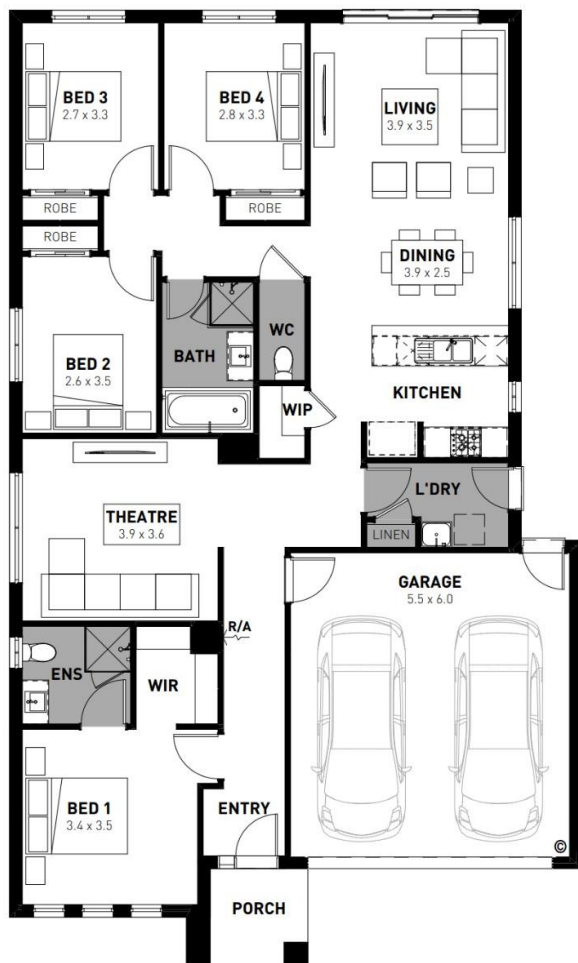 BED 3
2.7 x 3.3
BED 4
2.8 x 3.3
LIVING
3.9 x 3.5
ROBE
ROBE
ROBE
DINING
3.9 x 2.5
BED 2
2.6 x 3.5
BATH
WC
KITCHEN
WIP
THEATRE
3.9 x 3.6
L'DRY
LINEN
GARAGE
5.5 x 6.0
R/A
ENS
WIR
BED 1
3.4 x 3.5
ENTRY
©
PORCH